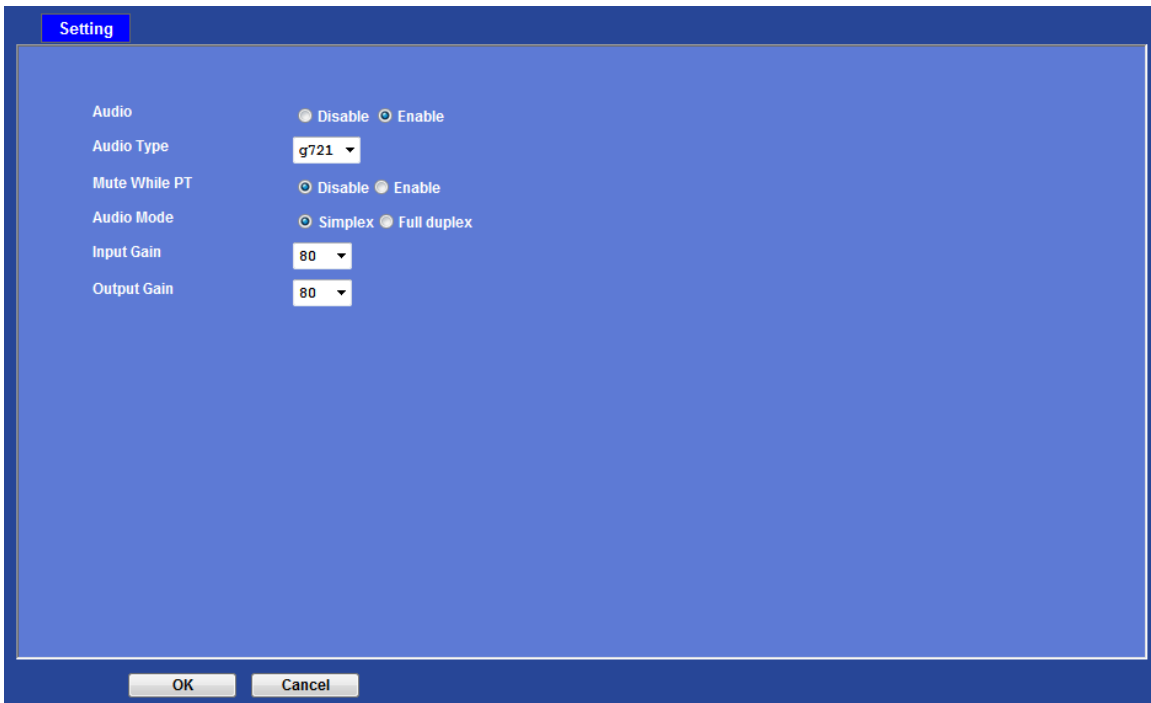 Setting
Audio Disable Enable
Audio Type g721
Mute While PT Disable Enable
Audio Mode Simplex Full duplex
Input Gain 80
Output Gain 80
OK Cancel